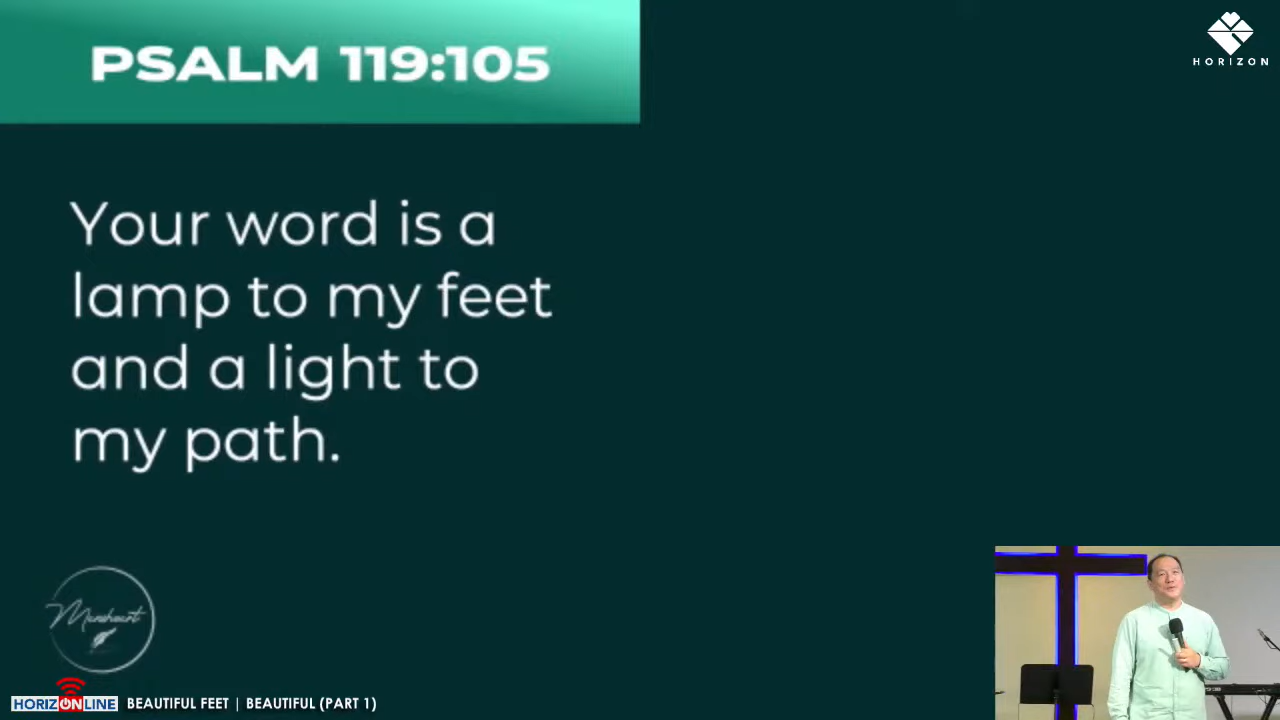 PSALM 119:105
HORIZON
Your word is a
lamp to my feet
and a light to
my path.
HORIZONLINE
BEAUTIFUL FEET | BEAUTIFUL (PART 1)